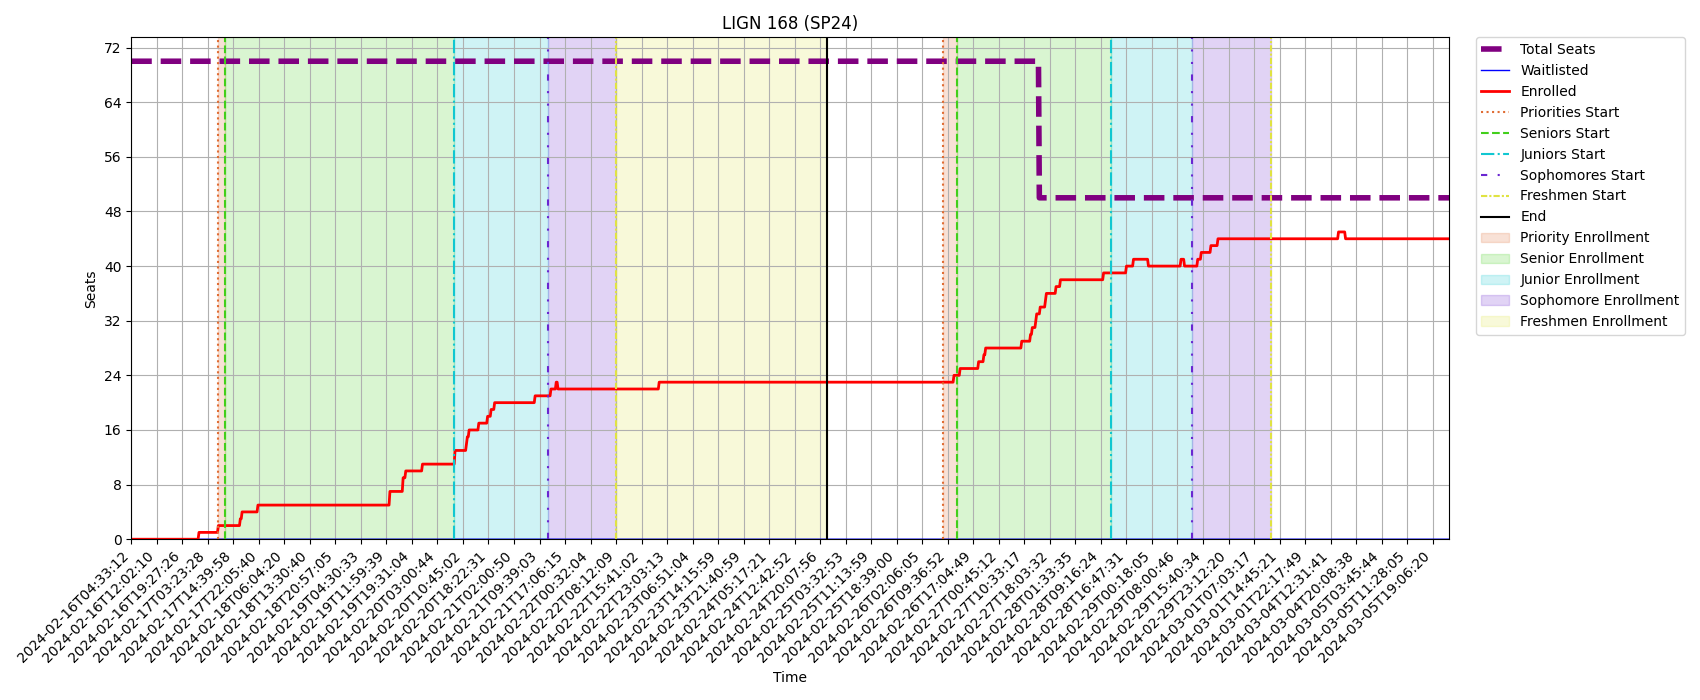 LIGN 168 (SP24)
72
64
56
48
40
32
24
16
8
0
Seats
2024-02-16T04:33:12
2024-02-16T12:02:10
2024-02-16T19:27:26
2024-02-17T03:23:28
2024-02-17T14:39:58
2024-02-17T22:05:40
2024-02-18T06:04:20
2024-02-18T13:30:40
2024-02-18T20:57:05
2024-02-19T04:30:33
2024-02-19T11:59:39
2024-02-19T19:31:04
2024-02-20T03:00:44
2024-02-20T10:45:02
2024-02-20T18:22:31
2024-02-21T02:00:50
2024-02-21T09:39:03
2024-02-21T17:06:15
2024-02-22T00:32:04
2024-02-22T08:12:09
2024-02-22T15:41:02
2024-02-22T23:03:13
2024-02-23T06:51:04
2024-02-23T14:15:59
2024-02-23T21:40:59
2024-02-24T05:17:21
2024-02-24T12:42:52
2024-02-24T20:07:56
2024-02-25T03:32:53
2024-02-25T11:13:59
2024-02-25T18:39:00
2024-02-26T02:06:05
2024-02-26T09:36:52
2024-02-26T17:04:49
2024-02-27T00:45:12
2024-02-27T10:33:17
2024-02-27T18:03:32
2024-02-28T01:33:35
2024-02-28T09:16:24
2024-02-28T16:47:31
2024-02-29T00:18:05
2024-02-29T08:00:46
2024-02-29T15:40:34
2024-02-29T23:12:20
2024-03-01T07:03:17
2024-03-01T14:45:21
2024-03-01T22:17:49
2024-03-04T12:31:41
2024-03-04T20:08:38
2024-03-05T03:45:44
2024-03-05T11:28:05
2024-03-05T19:06:20
Time
Total Seats
Waitlisted
Enrolled
Priorities Start
Seniors Start
Juniors Start
Sophomores Start
Freshmen Start
End
Priority Enrollment
Senior Enrollment
Junior Enrollment
Sophomore Enrollment
Freshmen Enrollment